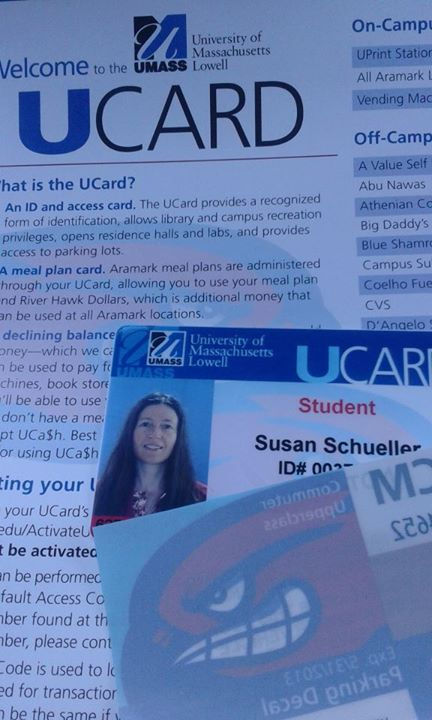 Welcome to the
UMASS
University of
Massachusetts
Lowell
UCARD
hat is the UCard?
An ID and access card. The UCard provides a recognized
form of identification, allows library and campus recreation
privileges, opens residence halls and labs, and provides
access to parking lots.
A meal plan card. Aramark meal plans are administered
hrough your UCard, allowing you to use your meal plan
nd River Hawk Dollars, which is additional money that
an be used at all Aramark locations.
declining balance
oney—which we ca
n be used to pay fo
chines, book store
'll be able to use
don't have a mea
pt UCa$h. Best
or using UCa$h
ting your U
your UCard's
edu/ActivateU
t be activated
an be performed
fault Access Co
nber found at th
nber, please cont
Code is used to lo
ed for transaction
n be the same if y
On-Campu
UPrint Station
All Aramark L
Vending Mac
Off-Camp
A Value Self
Abu Nawas
Athenian Co
Big Daddy's
Blue Shamro
Campus Su
Coelho Fue
CVS
D'Angelo S
UMASS
University of
Massachusetts
Lowell
UCAR
Student
Susan Schueller
ID# 00
CM
4652
Commuter
Upperclass
Exp. 5/31/2013
Parking Decal